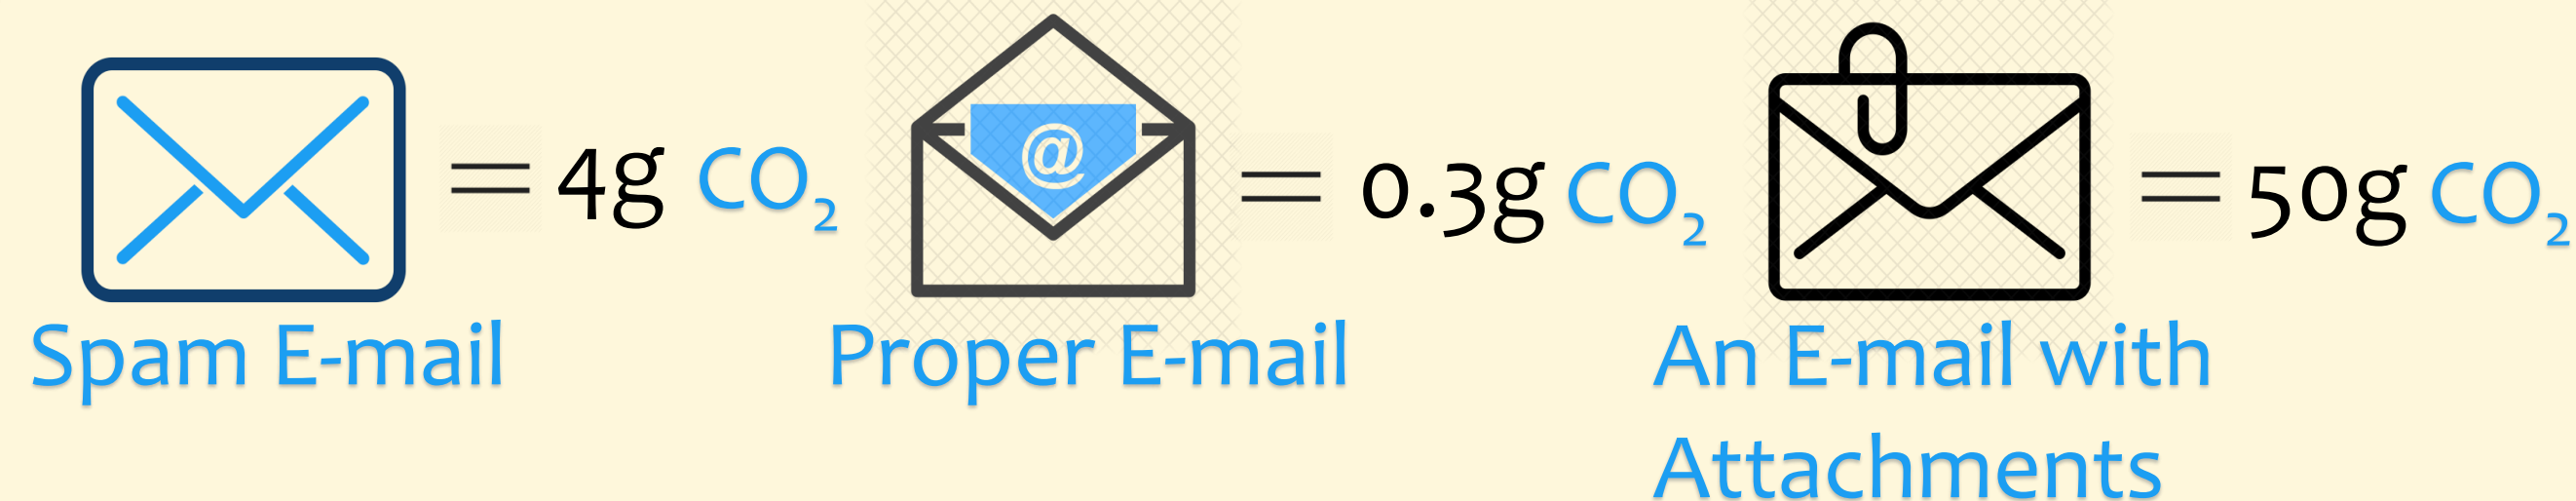 = 4g CO₂
Spam E-mail
@
= 0.3g CO₂
Proper E-mail
= 50g CO₂
An E-mail with
Attachments